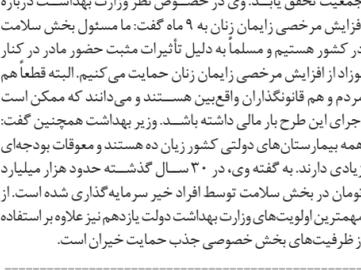 جمعیت تحقق یابد. وی در خصوص نظر وزارت بهداشت درباره
فزایش مرخصی زایمان زنان به ۹ ماه گفت: ما مسئول بخش سلامت
در کشور هستیم و مسلماً به دلیل تأثیرات مثبت حضور مادر در کنار
نوزاد از افزایش مرخصی زایمان زنان حمایت می‌کنیم. البته قطعاً هم
مردم و هم قانونگذاران واقع‌بین هستند و می‌دانند که ممکن است
جرای این طرح بار مالی داشته باشد. وزیر بهداشت همچنین گفت:
همه بیمارستان‌های دولتی کشور زیان ده هستند و معوقات بودجه‌ای
زیادی دارند. به گفته وی، در ۳۰ سال گذشته حدود هزار میلیارد
تومان در بخش سلامت توسط افراد خیر سرمایه‌گذاری شده است. از
مهمترین اولویت‌های وزارت بهداشت دولت یازدهم نیز علاوه بر استفاده
ز ظرفیت‌های بخش خصوصی جذب حمایت خیران است.